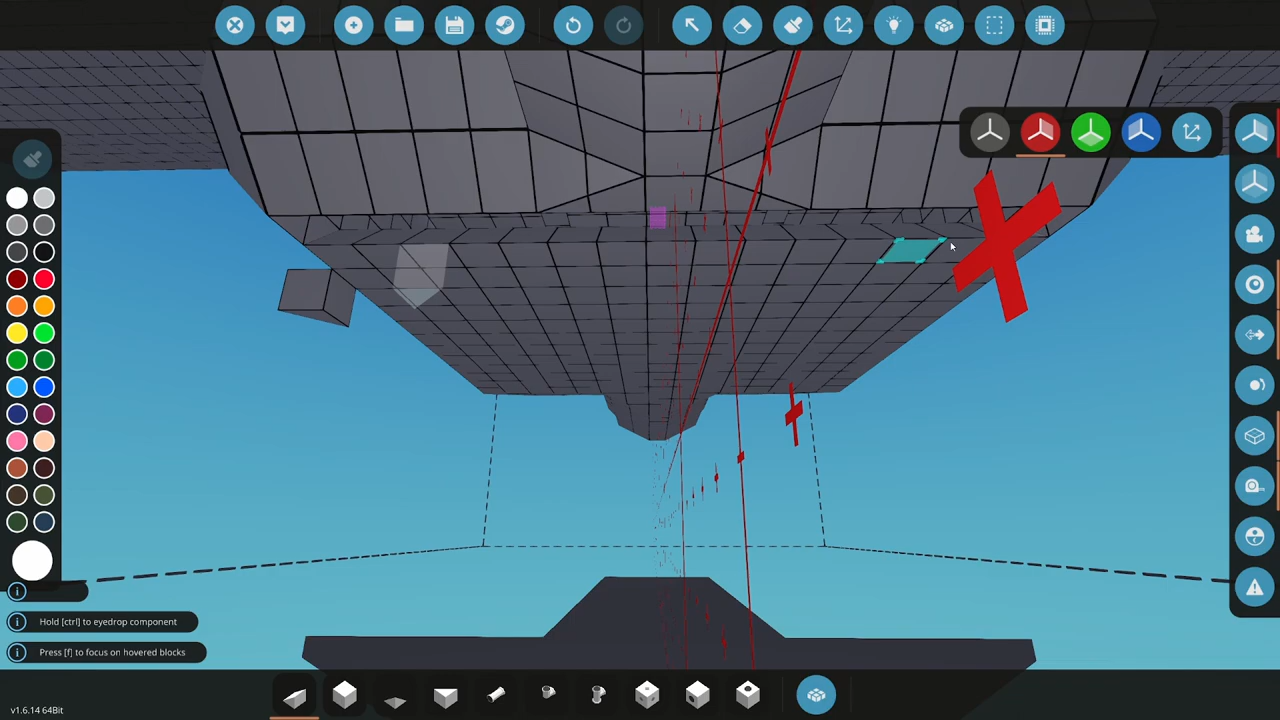 Hold [ctrl] to eyedrop component
Press [f] to focus on hovered blocks
v1.6.14 64Bit